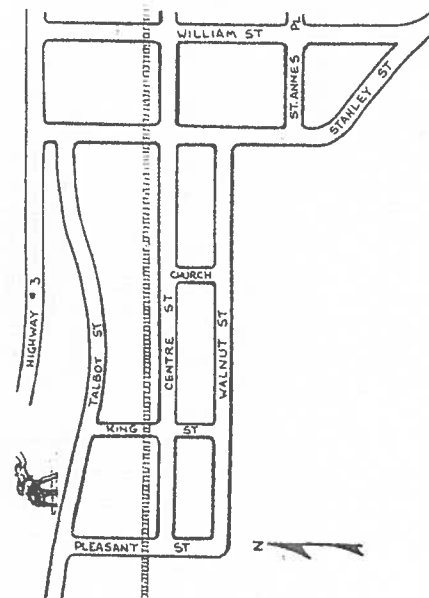 WILLIAM ST
PL
ST. ANNES
STANLEY ST
HIGHWAY # 3
TALBOT ST
CHURCH
CENTRE ST
WALNUT ST
KING ST
PLEASANT ST
N